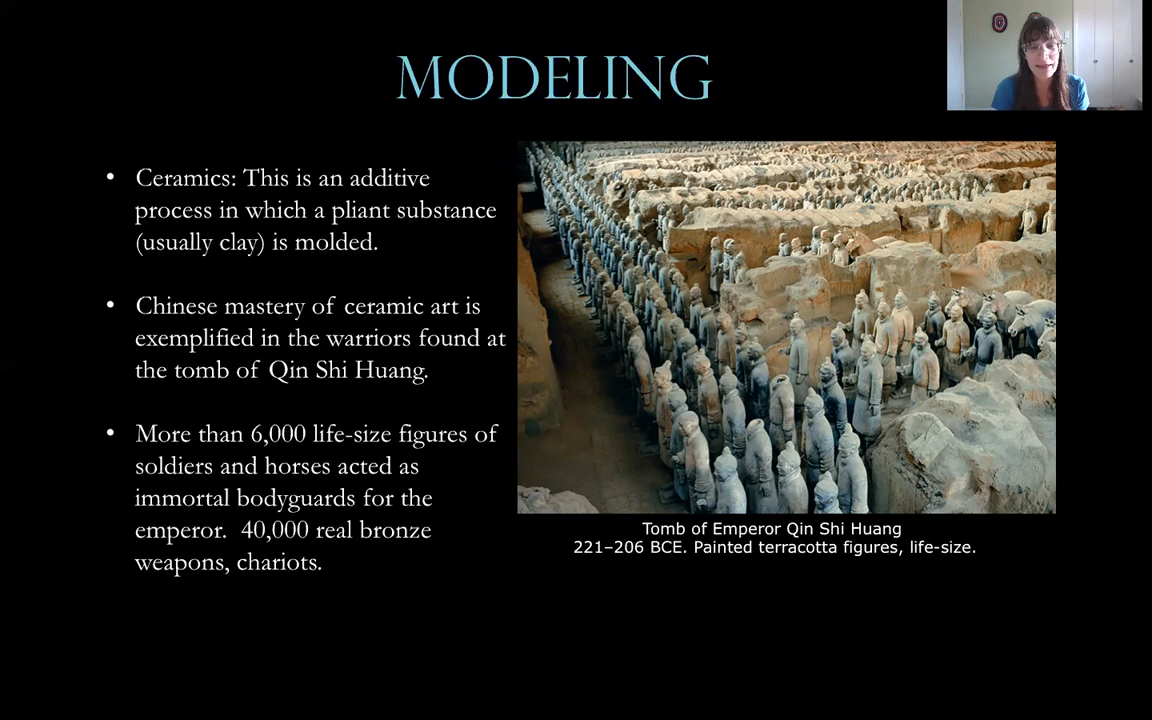 MODELING
• Ceramics: This is an additive
process in which a pliant substance
(usually clay) is molded.
• Chinese mastery of ceramic art is
exemplified in the warriors found at
the tomb of Qin Shi Huang.
• More than 6,000 life-size figures of
soldiers and horses acted as
immortal bodyguards for the
emperor.  40,000 real bronze
weapons, chariots.
Tomb of Emperor Qin Shi Huang
221–206 BCE. Painted terracotta figures, life-size.